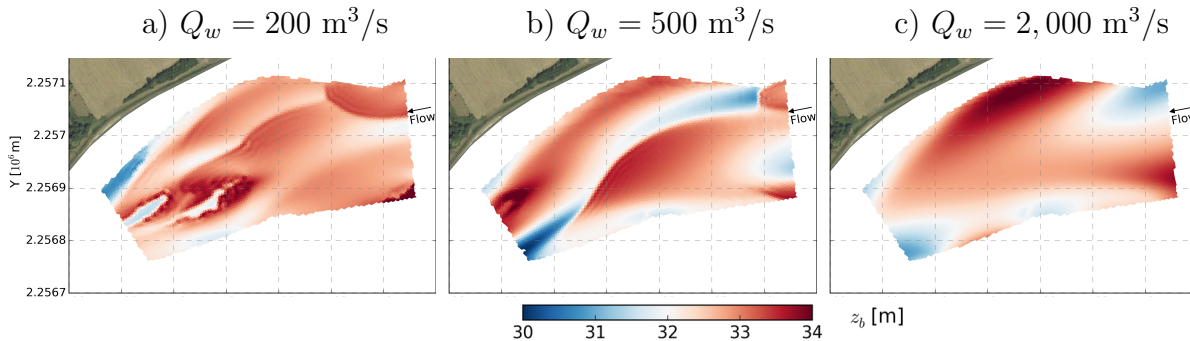 a) Q_w = 200 m³/s
b) Q_w = 500 m³/s
c) Q_w = 2,000 m³/s
Y [10⁶ m]
2.2571
2.257
2.2569
2.2568
2.2567
Flow
Flow
Flow
30 31 32 33 34
z_b [m]